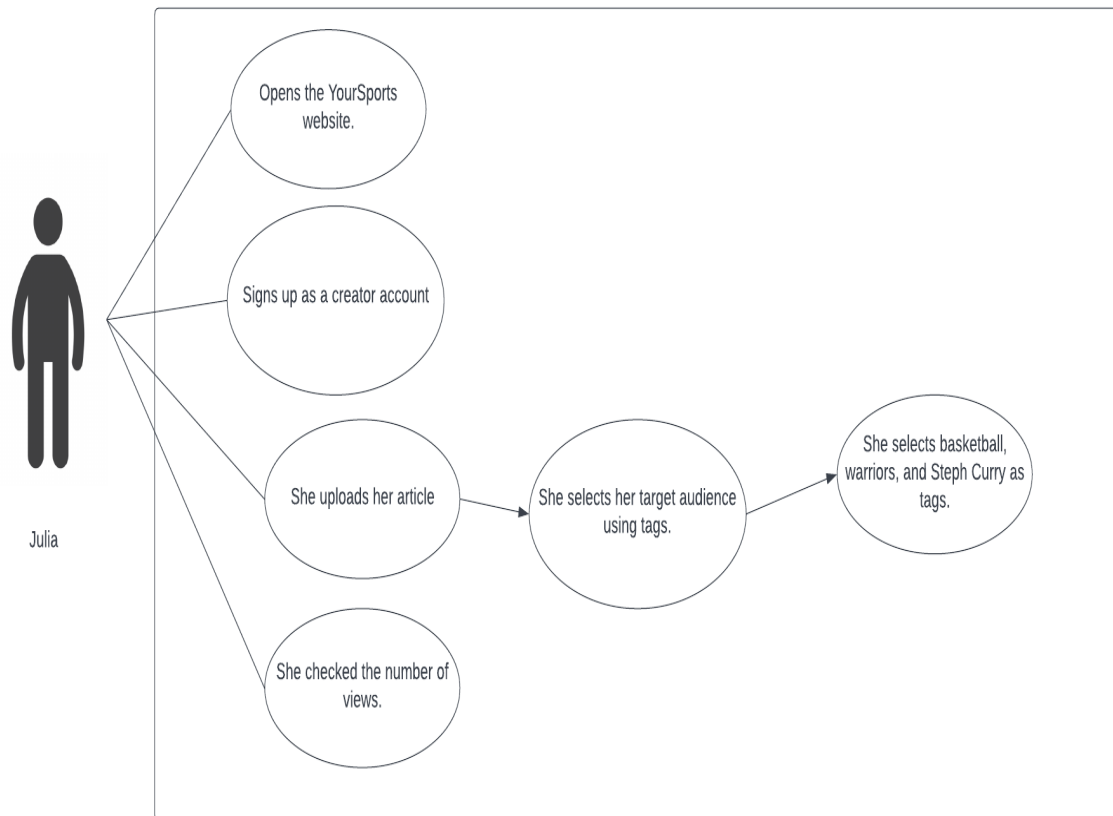 Opens the YourSports
website.
Signs up as a creator account
She uploads her article
She selects her target audience
using tags.
She selects basketball,
warriors, and Steph Curry as
tags.
Julia
She checked the number of
views.